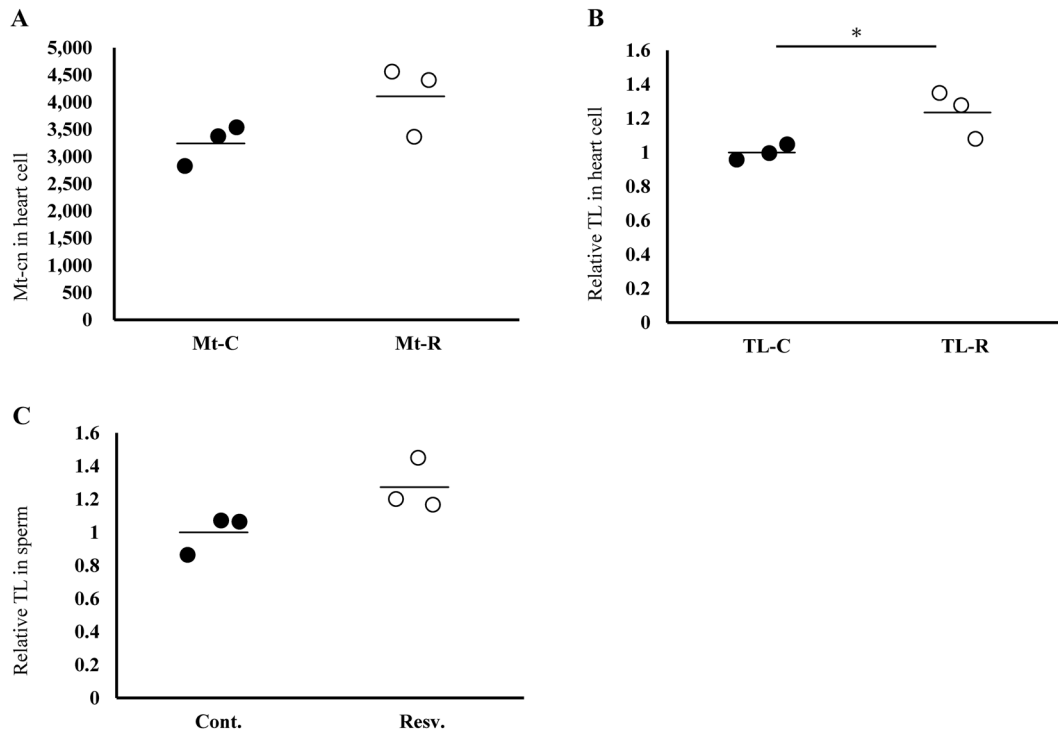 A
Mt-cn in heart cell
5,000
4,500
4,000
3,500
3,000
2,500
2,000
1,500
1,000
500
0
Mt-C
Mt-R
B
Relative TL in heart cell
1.6
1.4
1.2
1
0.8
0.6
0.4
0.2
0
*
TL-C
TL-R
C
Relative TL in sperm
1.6
1.4
1.2
1
0.8
0.6
0.4
0.2
0
Cont.
Resv.